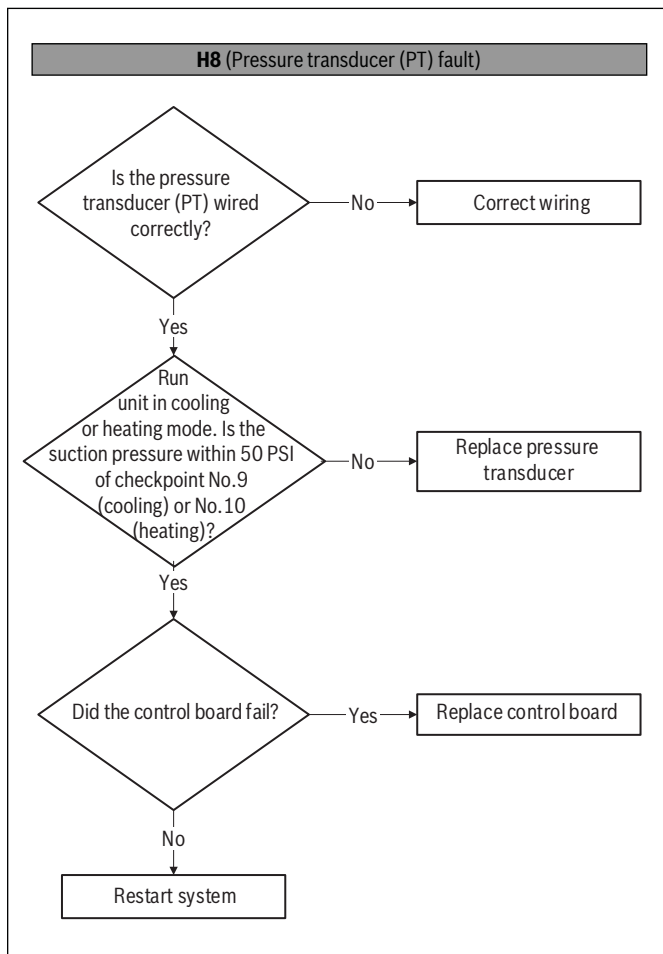 H8 (Pressure transducer (PT) fault)
Is the pressure
transducer (PT) wired
correctly?
No
Correct wiring
Yes
Run
unit in cooling
or heating mode. Is the
suction pressure within 50 PSI
of checkpoint No.9
(cooling) or No.10
(heating)?
No
Replace pressure
transducer
Yes
Did the control board fail?
Yes
Replace control board
No
Restart system